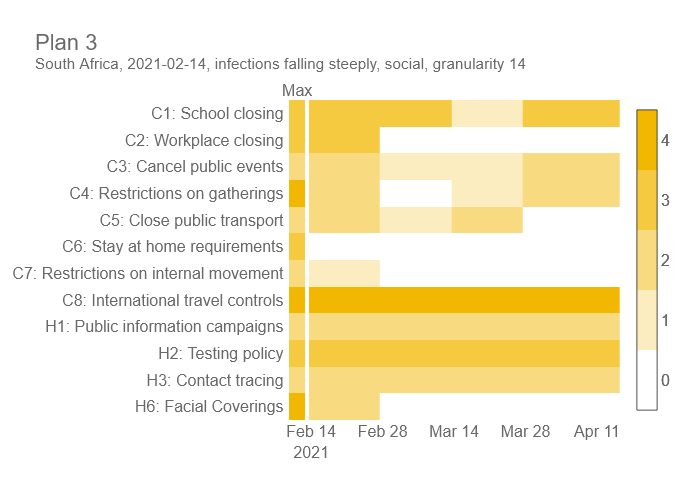 Plan 3
South Africa, 2021-02-14, infections falling steeply, social, granularity 14
Max
C1: School closing
C2: Workplace closing
C3: Cancel public events
C4: Restrictions on gatherings
C5: Close public transport
C6: Stay at home requirements
C7: Restrictions on internal movement
C8: International travel controls
H1: Public information campaigns
H2: Testing policy
H3: Contact tracing
H6: Facial Coverings
Feb 14 Feb 28 Mar 14 Mar 28 Apr 11
2021
4
3
2
1
0